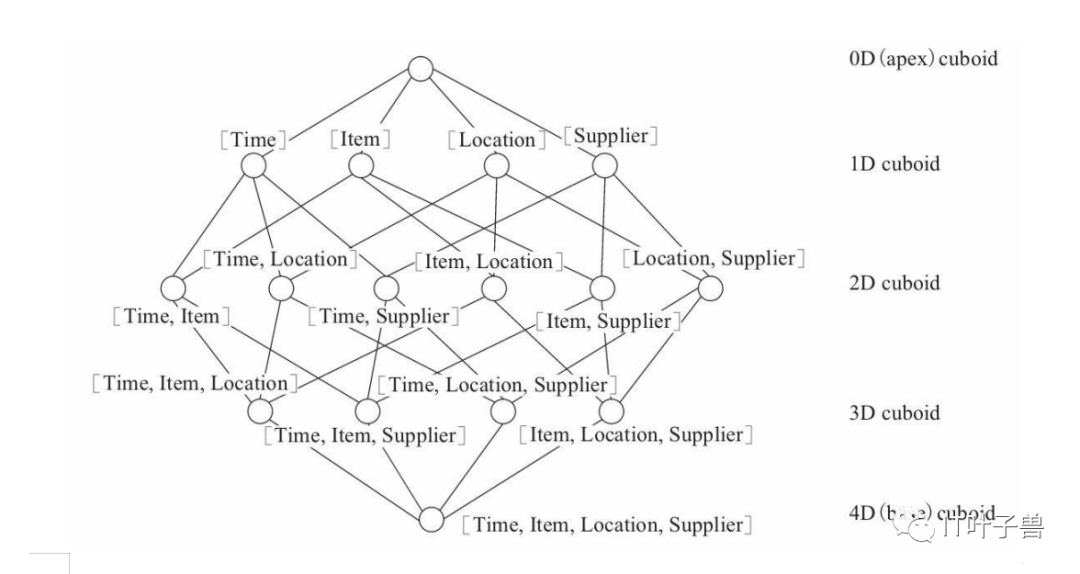 0D(apex)cuboid
[Time] [Item] [Location] [Supplier]
1D cuboid
[Time, Location] [Item, Location] [Location, Supplier]
2D cuboid
[Time, Item] [Time, Supplier] [Item, Supplier]
[Time, Item, Location] [Time, Location, Supplier]
3D cuboid
[Time, Item, Supplier] [Item, Location, Supplier]
4D(base)cuboid
[Time, Item, Location, Supplier]
IT叶子兽